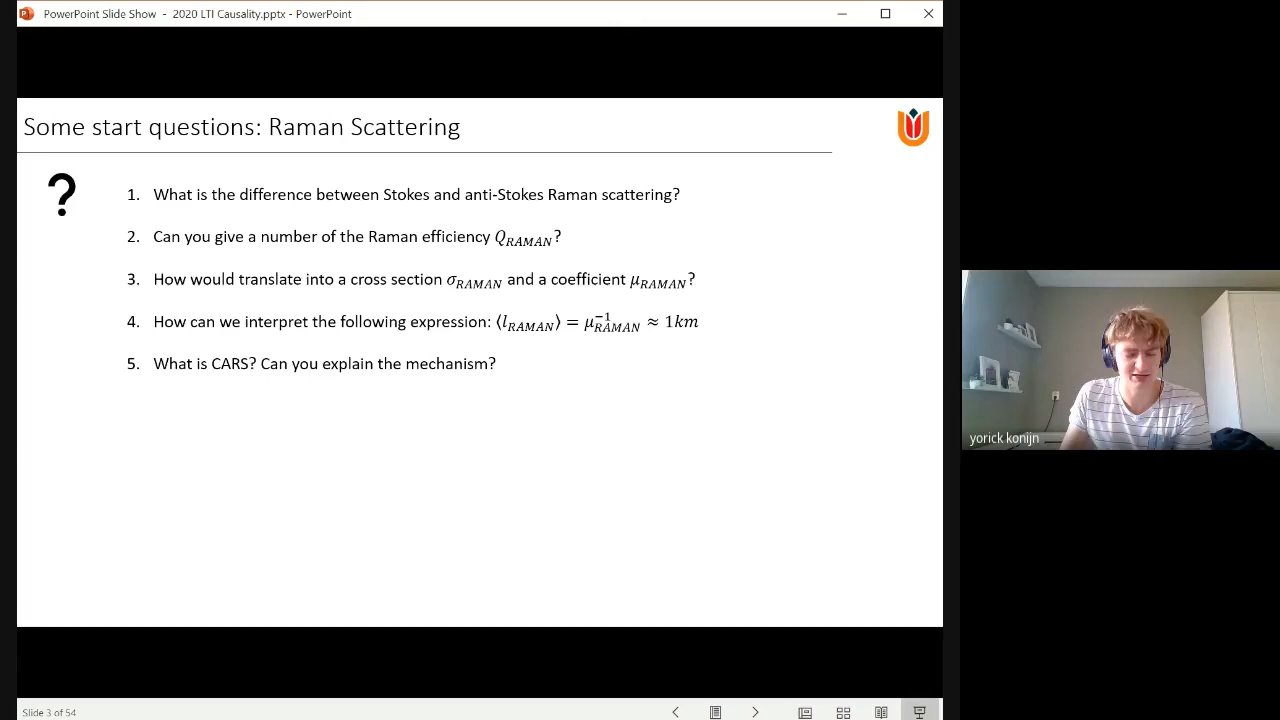 PowerPoint Slide Show - 2020 LTI Causality.pptx - PowerPoint
Some start questions: Raman Scattering
?
1. What is the difference between Stokes and anti-Stokes Raman scattering?
2. Can you give a number of the Raman efficiency Q_RAMAN?
3. How would translate into a cross section σ_RAMAN and a coefficient μ_RAMAN?
4. How can we interpret the following expression: ⟨l_RAMAN⟩ = μ_RAMAN^−1 ≈ 1km
5. What is CARS? Can you explain the mechanism?
yorick konijn
Slide 3 of 54